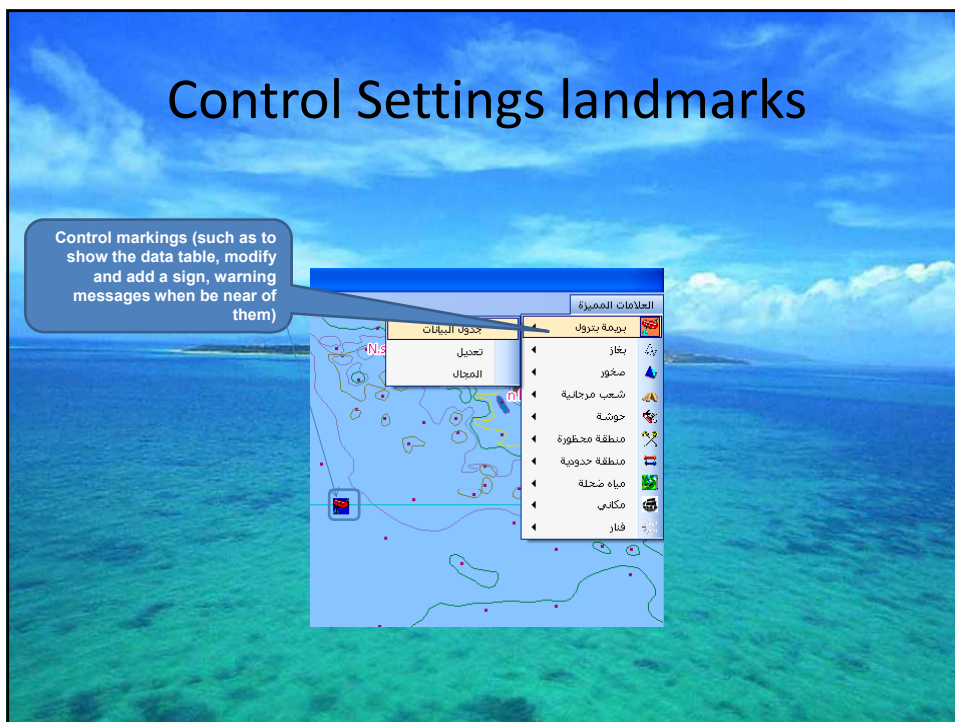 Control Settings landmarks
Control markings (such as to
show the data table, modify
and add a sign, warning
messages when be near of
them)
العلامات المميزة
بريمة بترول
جدول البيانات
بغاز
تعديل
صخور
المجال
شعب مرجانية
حوشة
منطقة محظورة
منطقة حدودية
مياه ضحلة
مكاني
فنار
N.s